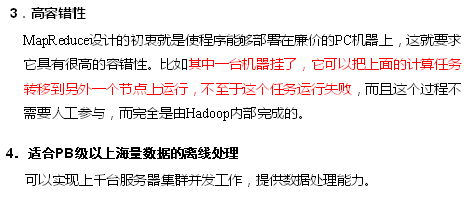 3．高容错性
MapReduce设计的初衷就是使程序能够部署在廉价的PC机器上，这就要求
它具有很高的容错性。比如其中一台机器挂了，它可以把上面的计算任务
转移到另外一个节点上运行，不至于这个任务运行失败，而且这个过程不
需要人工参与，而完全是由Hadoop内部完成的。
4．适合PB级以上海量数据的离线处理
可以实现上千台服务器集群并发工作，提供数据处理能力。